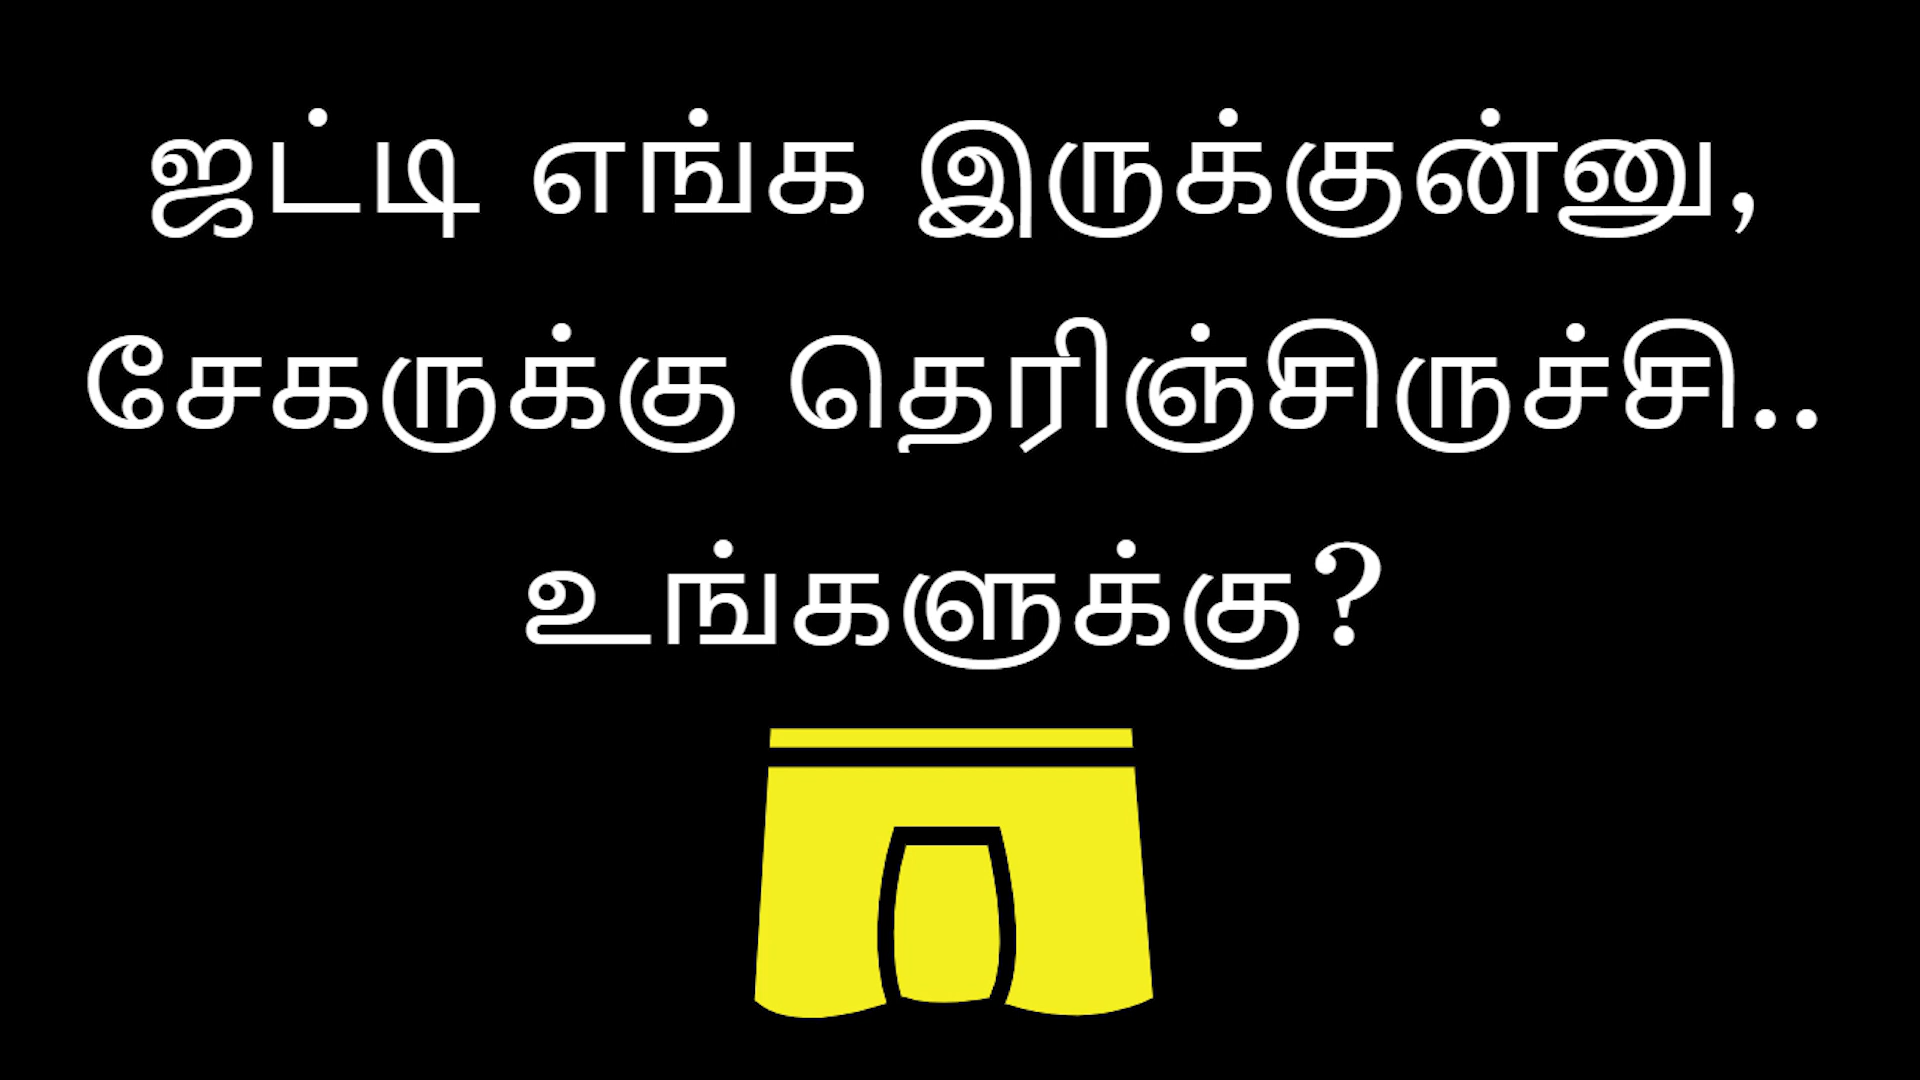 ஜட்டி எங்க இருக்குன்னு,
சேகருக்கு தெரிஞ்சிருச்சி..
உங்களுக்கு?